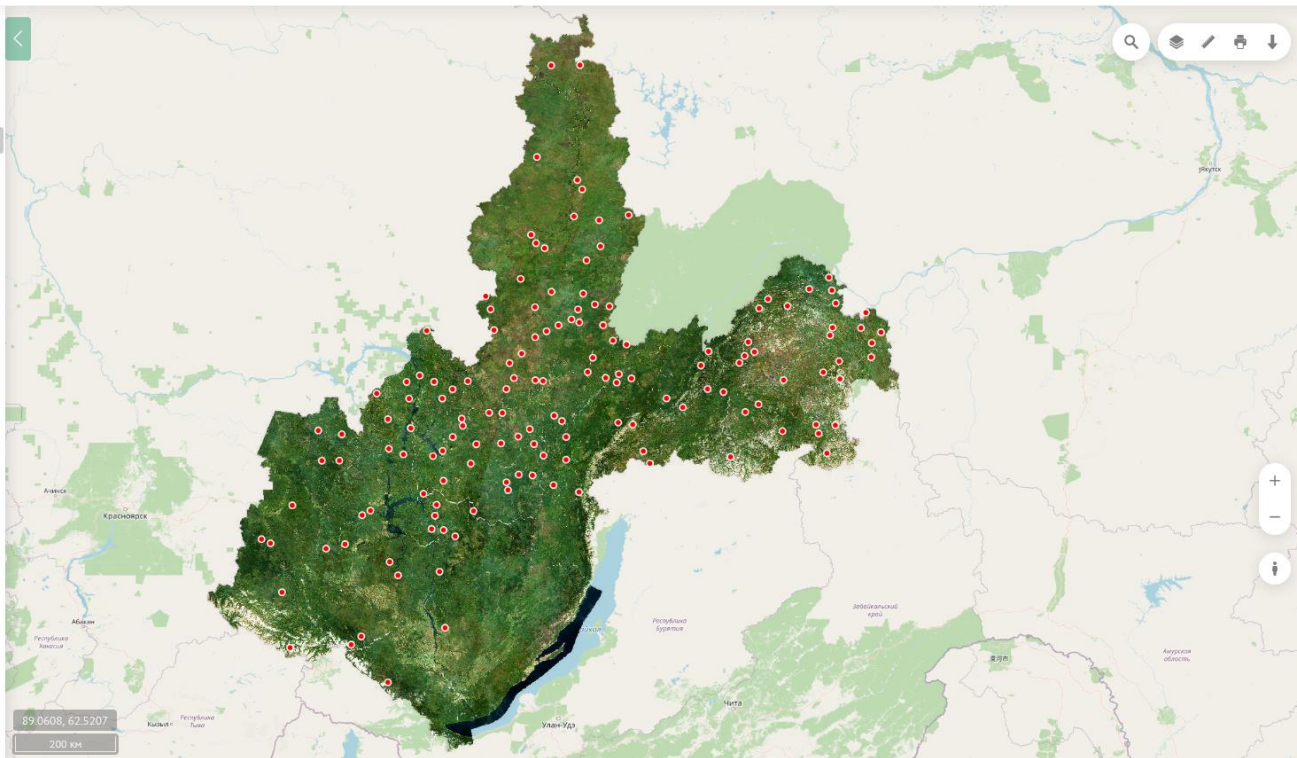 Якутск
Ачинск
Красноярск
Абакан
Республика
Хакасия
Кызыл
Республика
Тыва
Республика
Бурятия
Забайкальский
край
Амурская
область
Чита
Улан-Удэ
89.0608, 62.5207
200 км